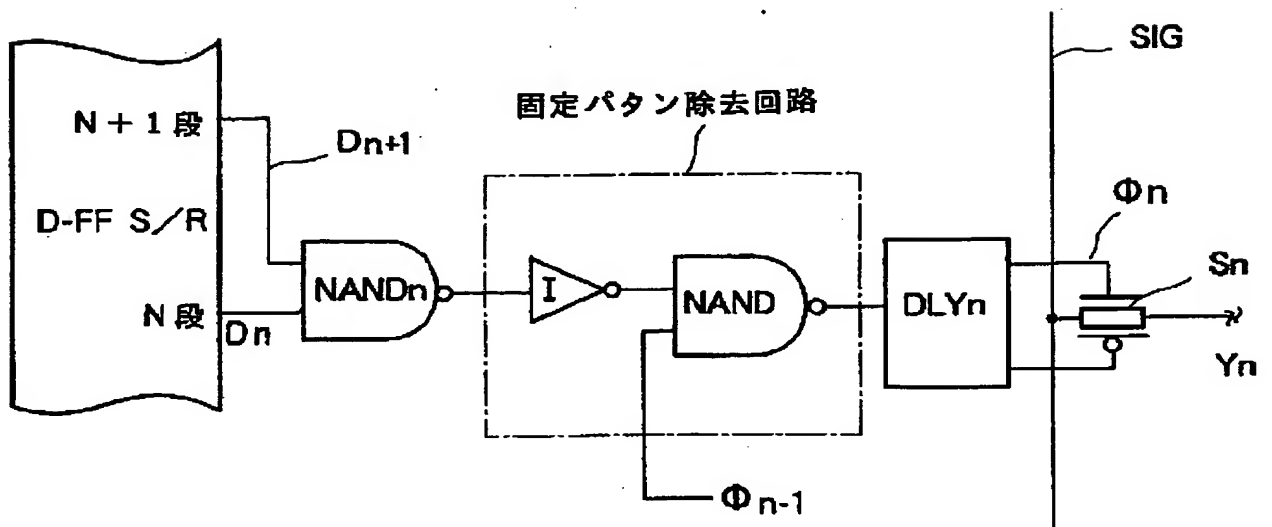 SIG
固定パタン除去回路
N+1段
Dn+1
Φn
D-FF S/R
Sn
NANDn
I
NAND
DLYn
N段
Dn
Yn
Φn-1